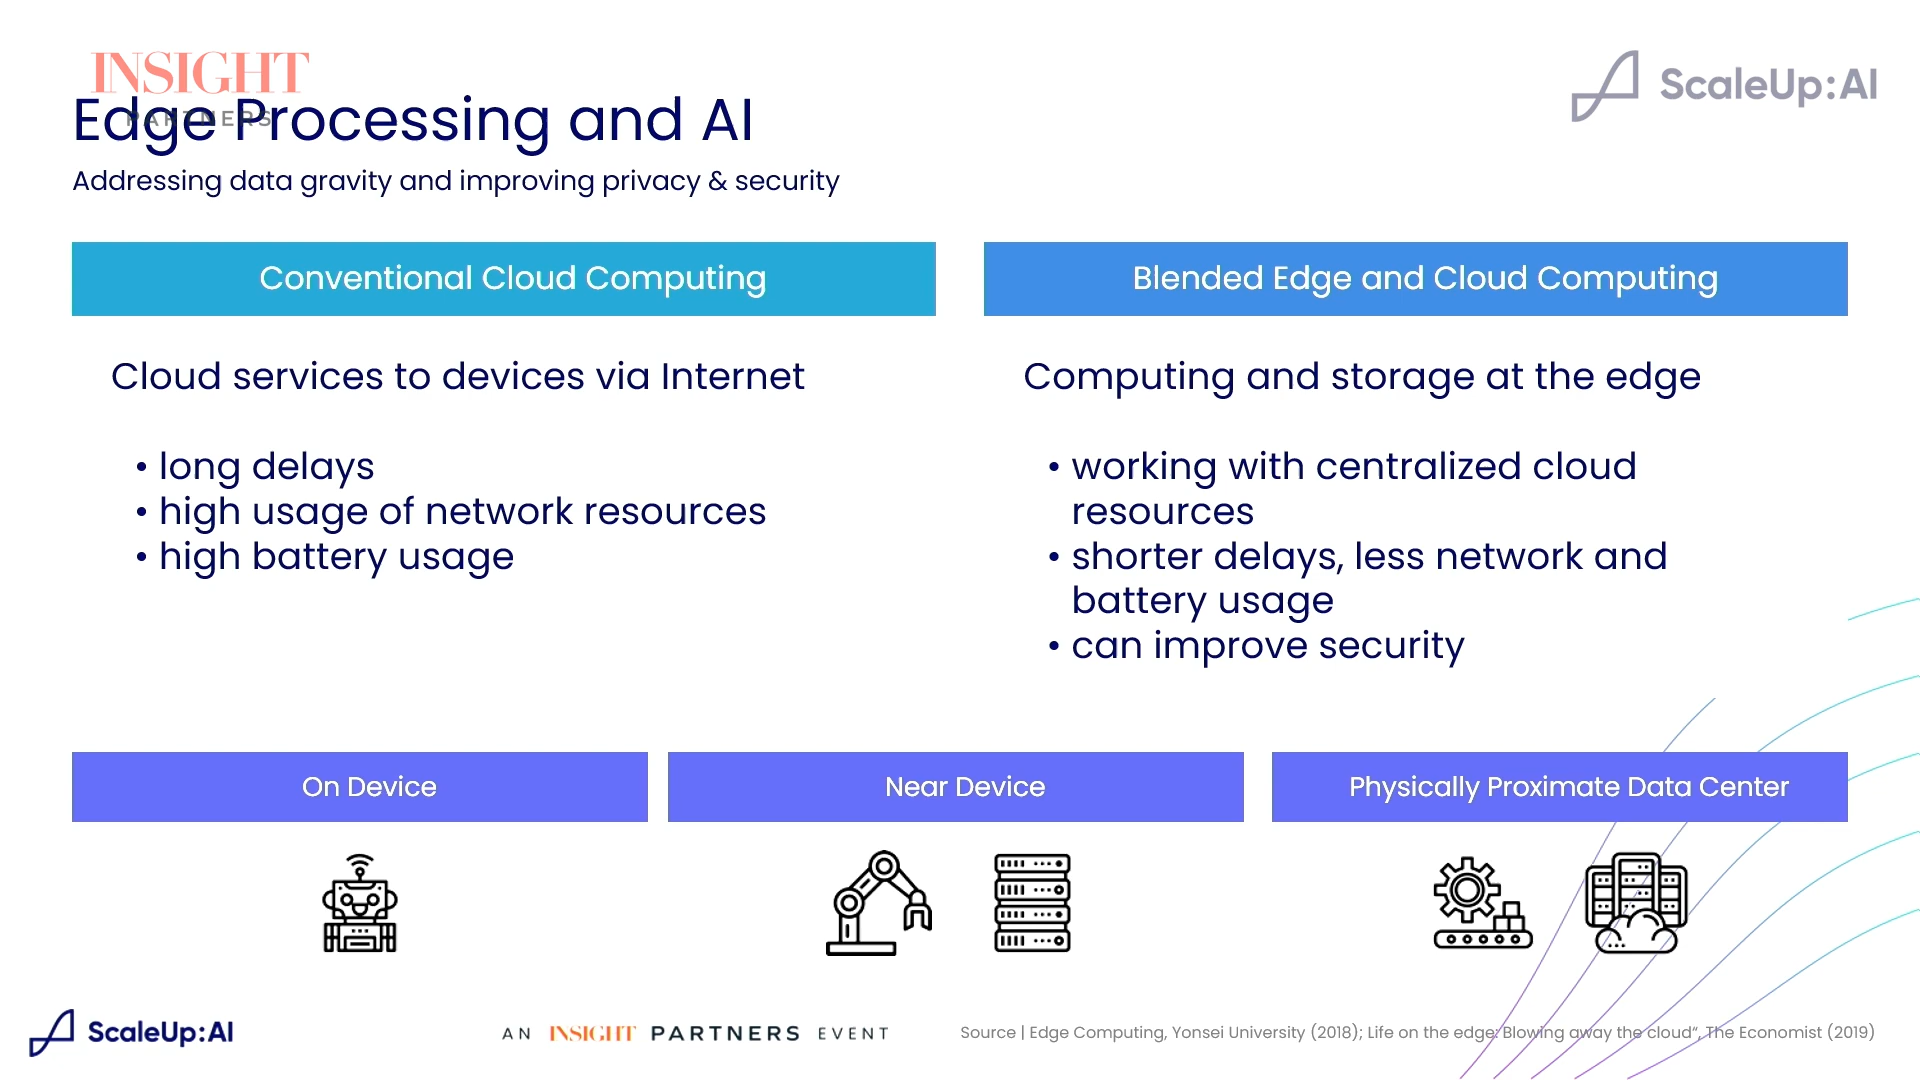 INSIGHT
PARTNERS
ScaleUp:AI
Edge Processing and AI
Addressing data gravity and improving privacy & security
Conventional Cloud Computing
Cloud services to devices via Internet
• long delays
• high usage of network resources
• high battery usage
Blended Edge and Cloud Computing
Computing and storage at the edge
• working with centralized cloud
resources
• shorter delays, less network and
battery usage
• can improve security
On Device
Near Device
Physically Proximate Data Center
ScaleUp:AI
AN INSIGHT PARTNERS EVENT
Source | Edge Computing, Yonsei University (2018); Life on the edge: Blowing away the cloud”, The Economist (2019)